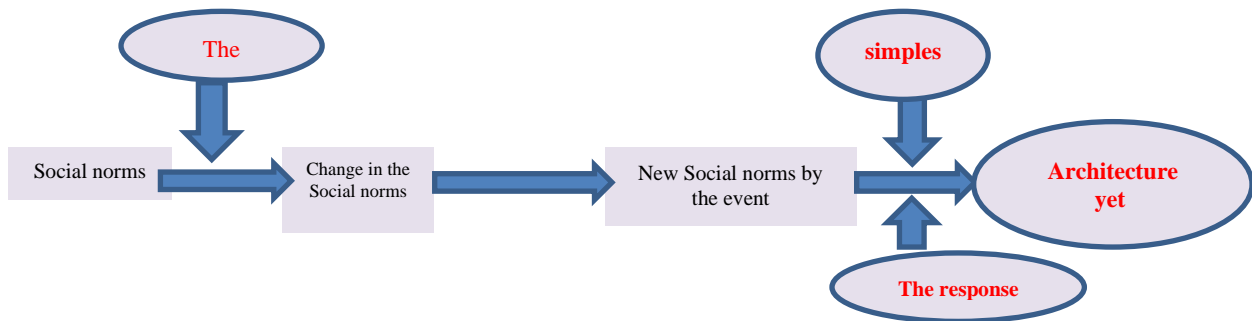 The
simples
Social norms
Change in the
Social norms
New Social norms by
the event
Architecture
yet
The response